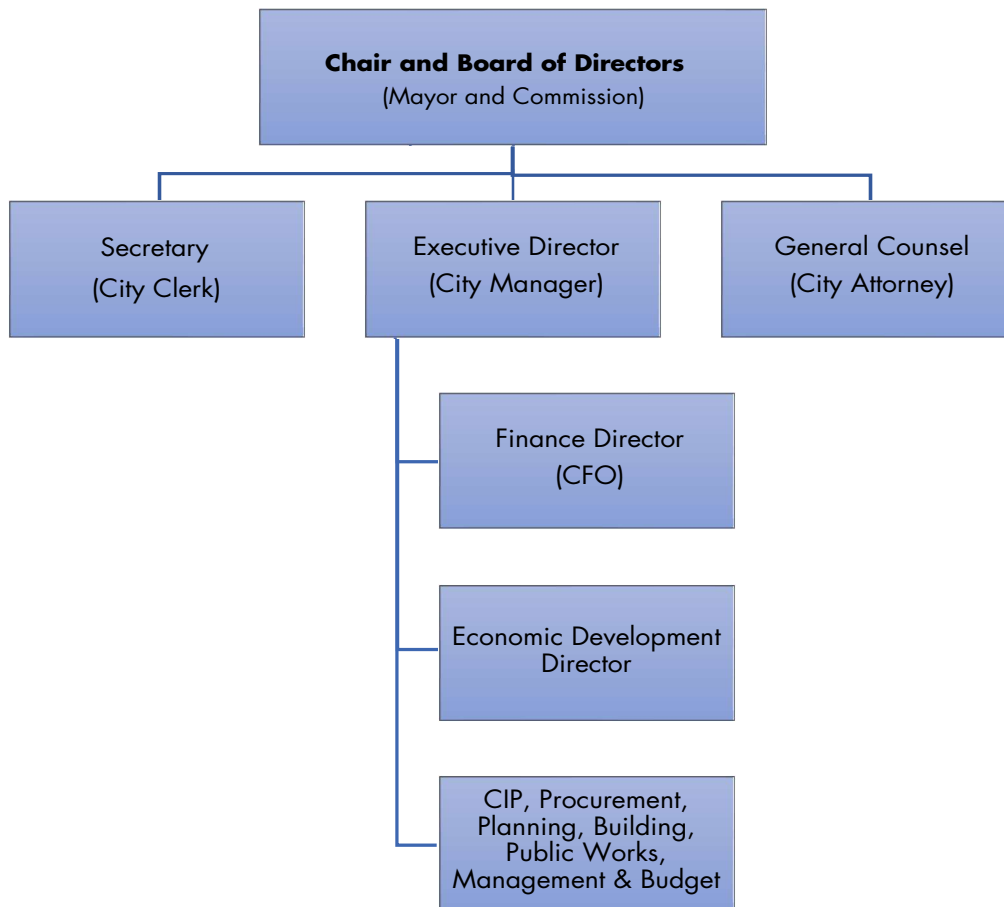 Chair and Board of Directors
(Mayor and Commission)
Secretary
(City Clerk)
Executive Director
(City Manager)
General Counsel
(City Attorney)
Finance Director
(CFO)
Economic Development
Director
CIP, Procurement,
Planning, Building,
Public Works,
Management & Budget